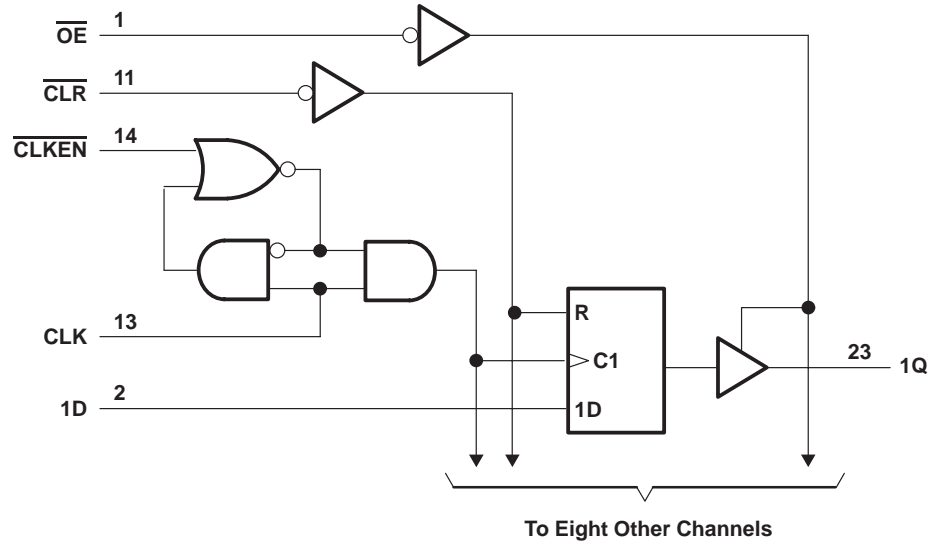 OE 1
CLR 11
CLKEN 14
CLK 13
1D 2
R
C1
1D
23 1Q
To Eight Other Channels